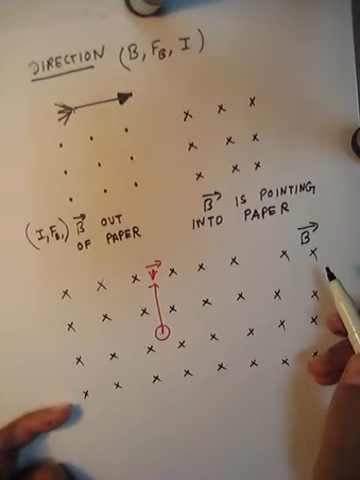 DIRECTION (B, F_B, I)
(I, F_B,) B⃗ OUT
OF PAPER
B⃗ IS POINTING
INTO PAPER
B⃗
v⃗